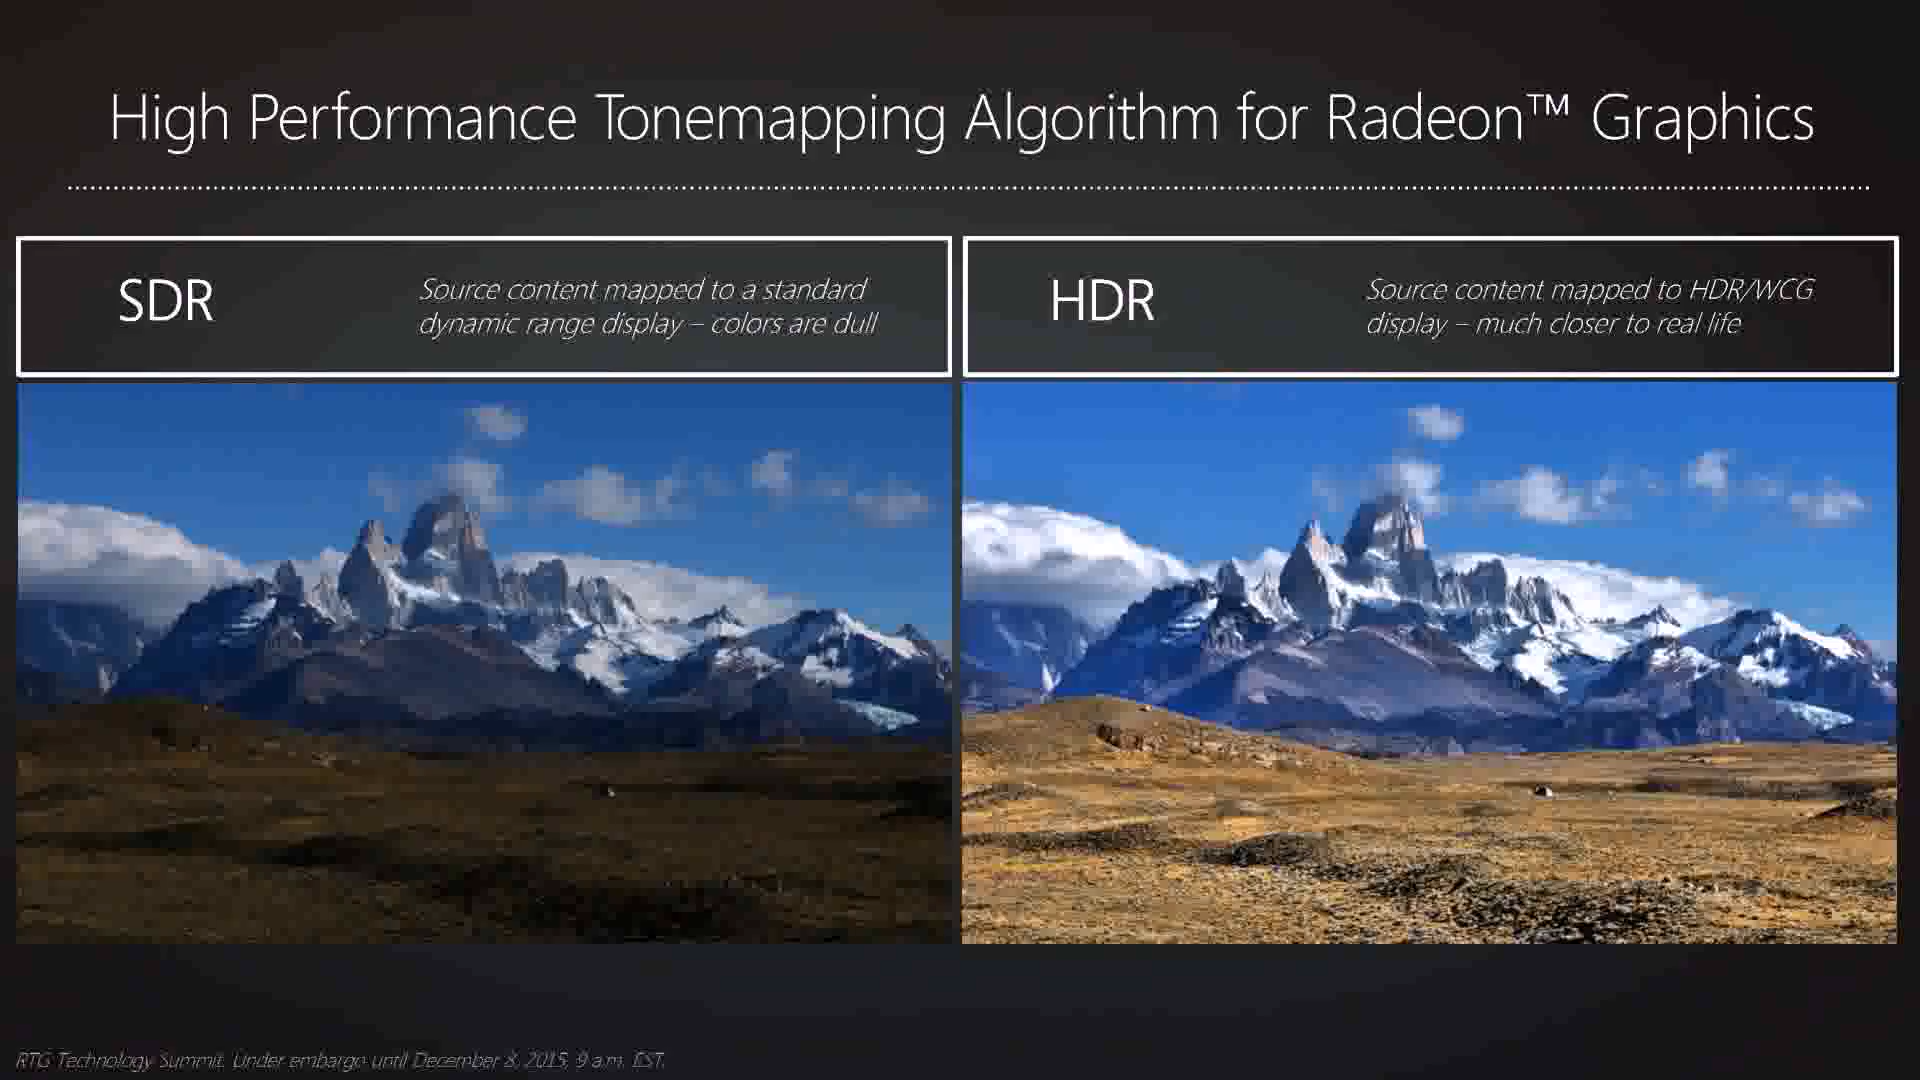 High Performance Tonemapping Algorithm for Radeon™ Graphics
SDR
Source content mapped to a standard
dynamic range display – colors are dull
HDR
Source content mapped to HDR/WCG
display – much closer to real life
RTG Technology Summit. Under embargo until December 8, 2015, 9 a.m. EST.